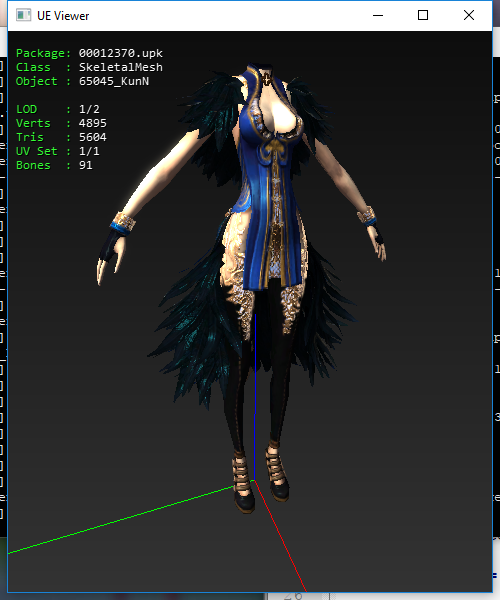 UE Viewer
Package: 00012370.upk
Class : SkeletalMesh
Object : 65045_KunN
LOD : 1/2
Verts : 4895
Tris : 5604
UV Set : 1/1
Bones : 91
26